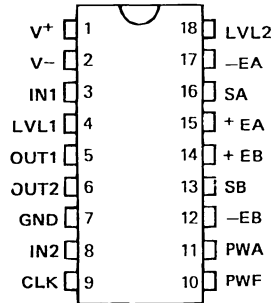 V+ 1 18 LVL2
V− 2 17 −EA
IN1 3 16 SA
LVL1 4 15 +EA
OUT1 5 14 +EB
OUT2 6 13 SB
GND 7 12 −EB
IN2 8 11 PWA
CLK 9 10 PWF